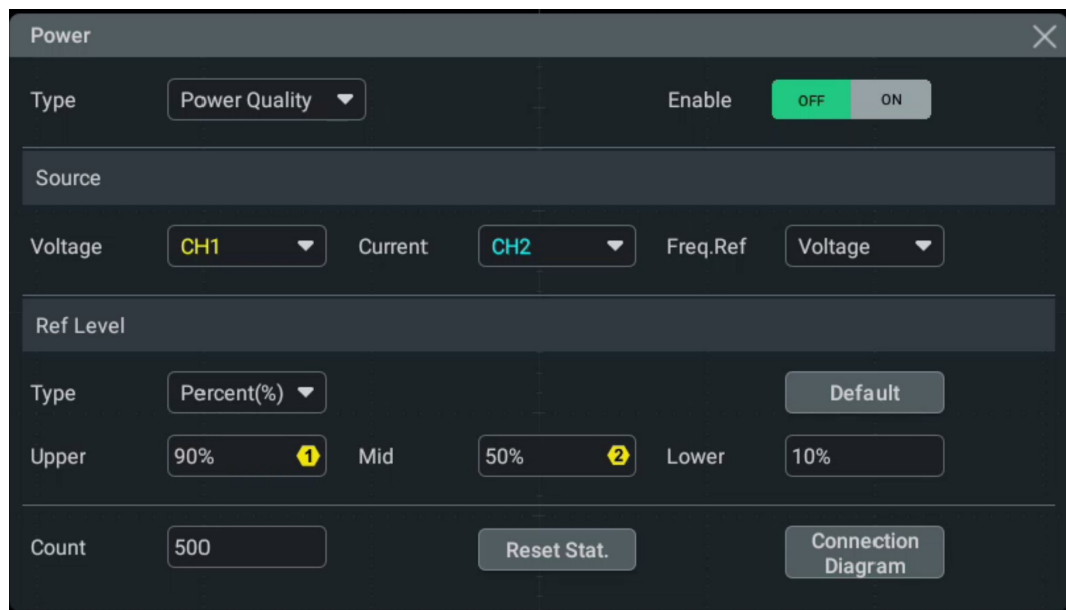 Power
Type Power Quality Enable OFF ON
Source
Voltage CH1 Current CH2 Freq.Ref Voltage
Ref Level
Type Percent(%) Default
Upper 90% 1 Mid 50% 2 Lower 10%
Count 500 Reset Stat. Connection
Diagram